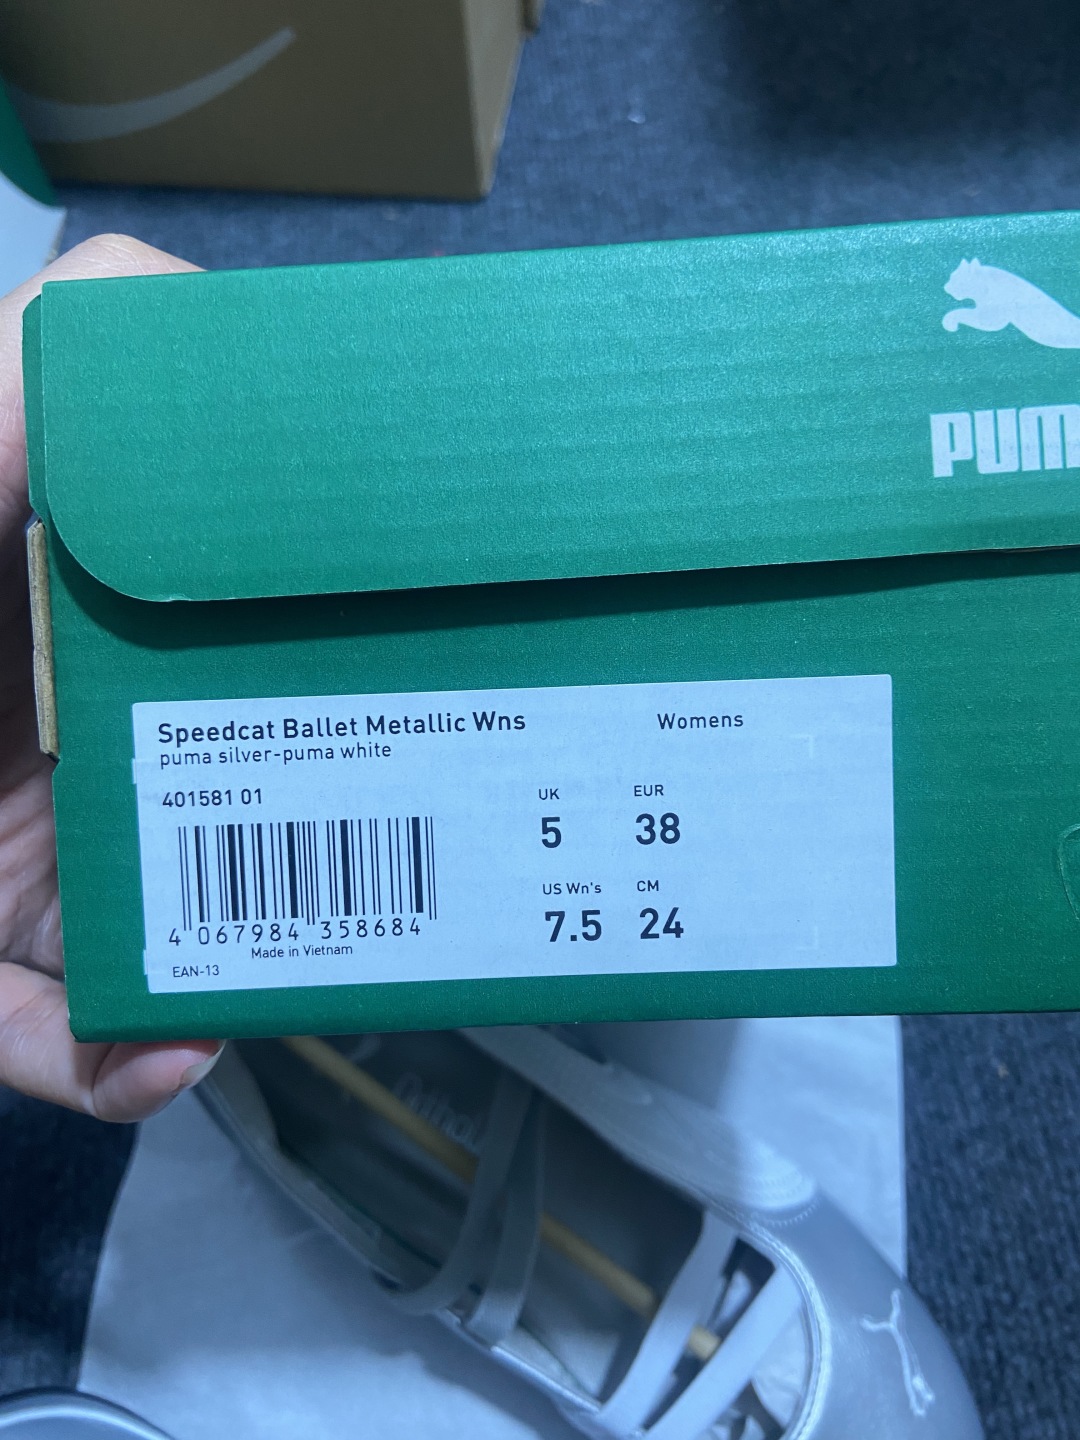 PUM
Speedcat Ballet Metallic Wns
Womens
puma silver-puma white
401581 01
UK
EUR
5
38
US Wn's
CM
7.5
24
4 067984 358684
Made in Vietnam
EAN-13